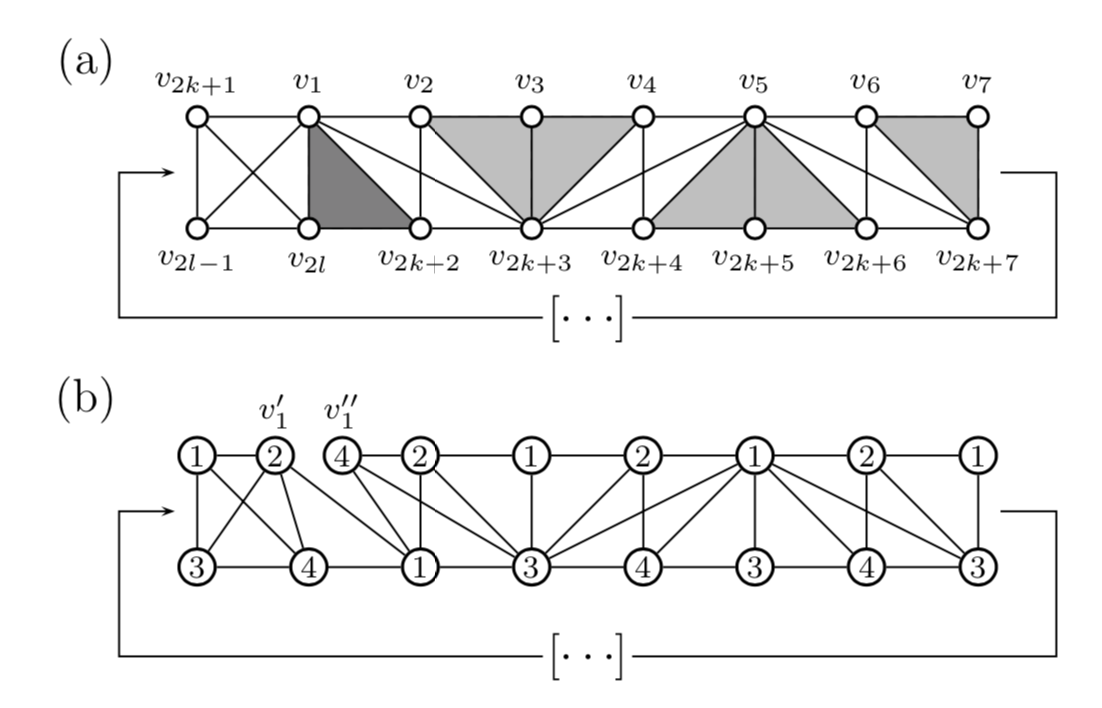 (a)
v_{2k+1} v_1 v_2 v_3 v_4 v_5 v_6 v_7
v_{2l-1} v_{2l} v_{2k+2} v_{2k+3} v_{2k+4} v_{2k+5} v_{2k+6} v_{2k+7}
[· · ·]
(b)
v_1' v_1''
1 2 4 2 1 2 1 2 1
3 4 1 3 4 3 4 3
[· · ·]